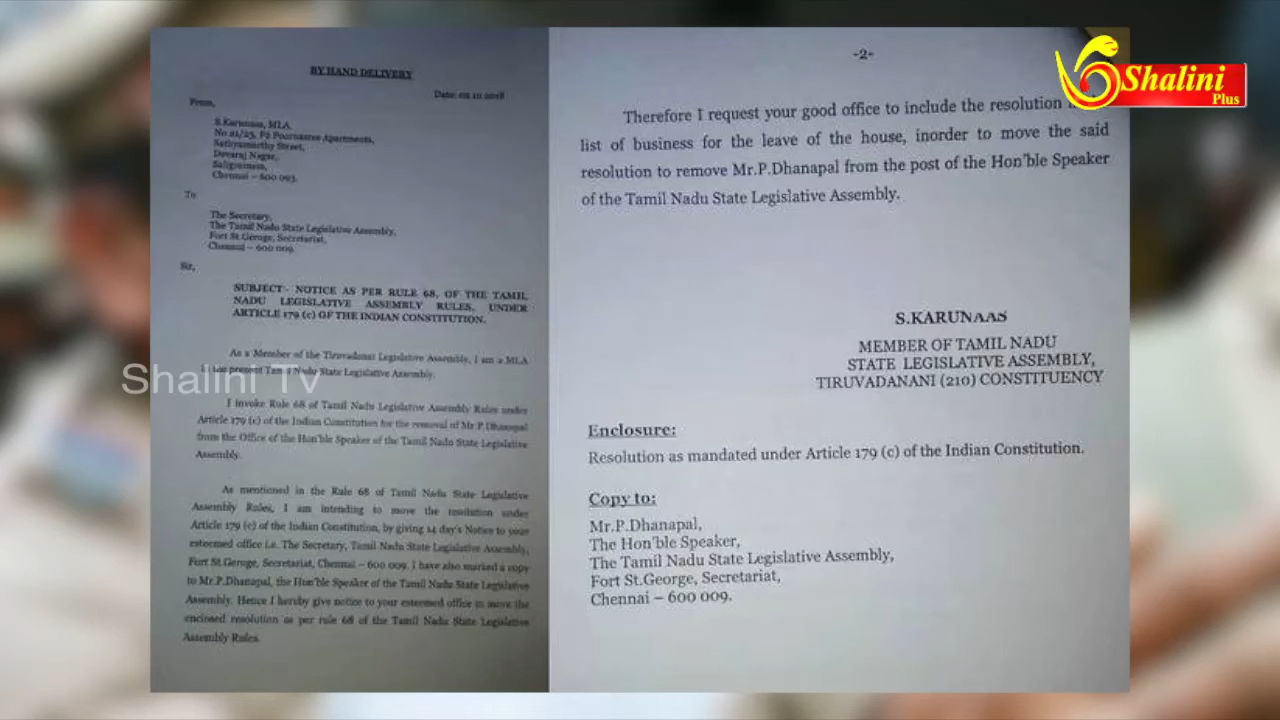 BY HAND DELIVERY
Date: 02.10.2018
From,
S.Karunaas, MLA,
No.21/23, F2 Poornasree Apartments,
Sathyamurthy Street,
Devaraj Nagar,
Saligramam,
Chennai – 600 093.
To
The Secretary,
The Tamil Nadu State Legislative Assembly,
Fort St.Geroge, Secretariat,
Chennai – 600 009.
Sir,
SUBJECT:- NOTICE AS PER RULE 68, OF THE TAMIL
NADU LEGISLATIVE ASSEMBLY RULES, UNDER
ARTICLE 179 (c) OF THE INDIAN CONSTITUTION.
As a Member of the Tiruvadanai Legislative Assembly, I am a MLA
present Tamil Nadu State Legislative Assembly.
I invoke Rule 68 of Tamil Nadu Legislative Assembly Rules under
Article 179 (c) of the Indian Constitution for the removal of Mr.P.Dhanapal
from the Office of the Hon'ble Speaker of the Tamil Nadu State Legislative
Assembly.
As mentioned in the Rule 68 of Tamil Nadu State Legislative
Assembly Rules, I am intending to move the resolution under
Article 179 (c) of the Indian Constitution, by giving 14 day's Notice to your
esteemed office i.e. The Secretary, Tamil Nadu State Legislative Assembly,
Fort St.Geroge, Secretariat, Chennai – 600 009. I have also marked a copy
to Mr.P.Dhanapal, the Hon'ble Speaker of the Tamil Nadu State Legislative
Assembly. Hence I hereby give notice to your esteemed office to move the
enclosed resolution as per rule 68 of the Tamil Nadu State Legislative
Assembly Rules.
-2-
Therefore I request your good office to include the resolution
list of business for the leave of the house, inorder to move the said
resolution to remove Mr.P.Dhanapal from the post of the Hon'ble Speaker
of the Tamil Nadu State Legislative Assembly.
S.KARUNAAS
MEMBER OF TAMIL NADU
STATE LEGISLATIVE ASSEMBLY,
TIRUVADANANI (210) CONSTITUENCY
Enclosure:
Resolution as mandated under Article 179 (c) of the Indian Constitution.
Copy to:
Mr.P.Dhanapal,
The Hon'ble Speaker,
The Tamil Nadu State Legislative Assembly,
Fort St.George, Secretariat,
Chennai – 600 009.
Shalini
Plus
Shalini Tv